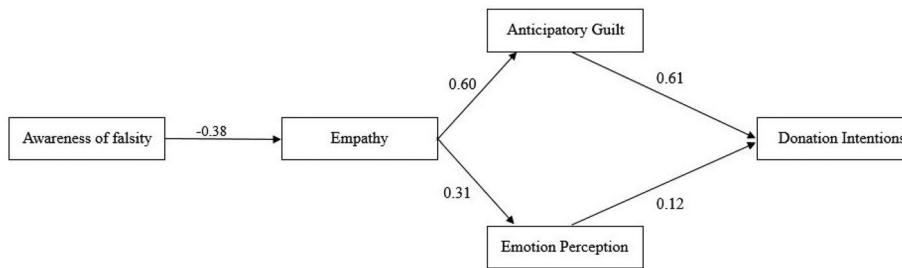 Anticipatory Guilt
0.60
0.61
Awareness of falsity
-0.38
Empathy
Donation Intentions
0.31
0.12
Emotion Perception